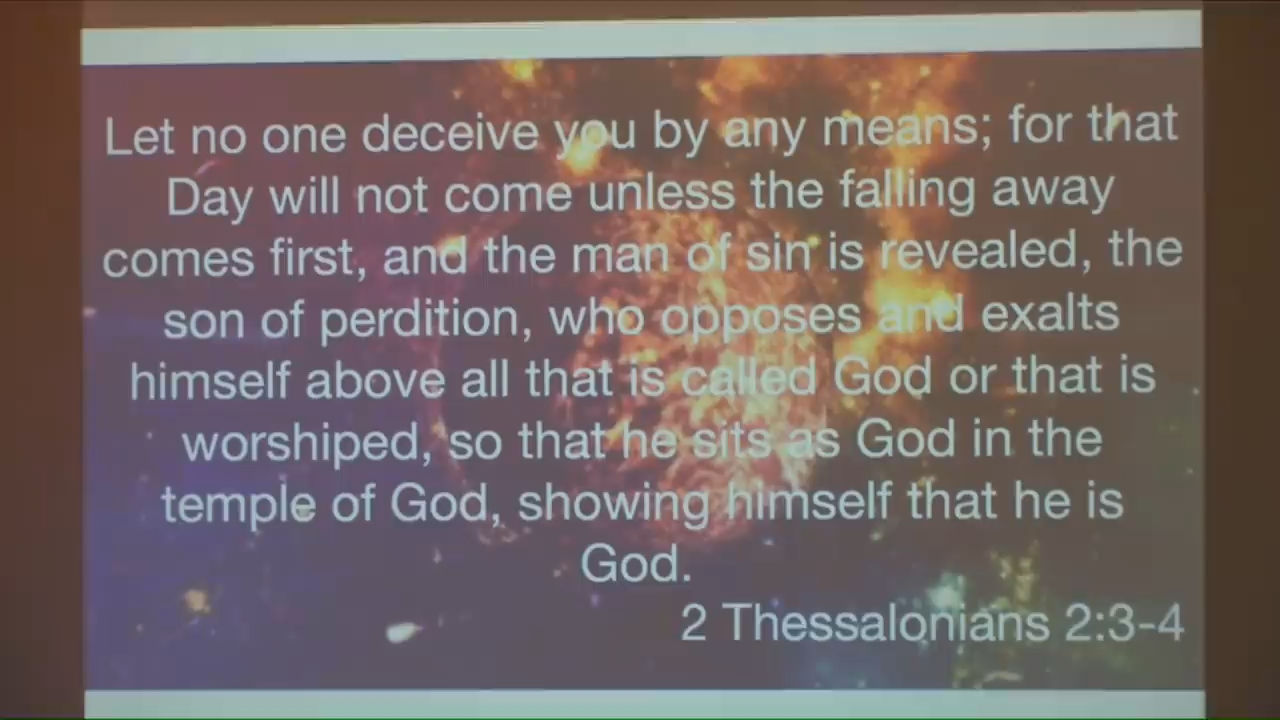 Let no one deceive you by any means; for that
Day will not come unless the falling away
comes first, and the man of sin is revealed, the
son of perdition, who opposes and exalts
himself above all that is called God or that is
worshiped, so that he sits as God in the
temple of God, showing himself that he is
God.
2 Thessalonians 2:3-4